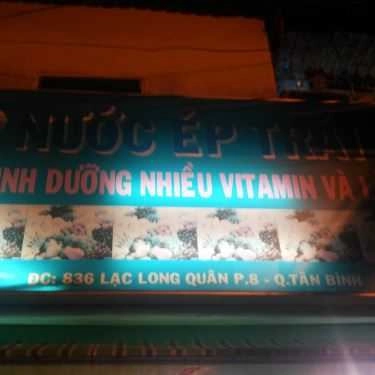 NƯỚC ÉP TRÁI
DƯỠNG NHIỀU VITAMIN VÀ
ĐC: 836 LẠC LONG QUÂN P.8 - Q.TÂN BÌNH